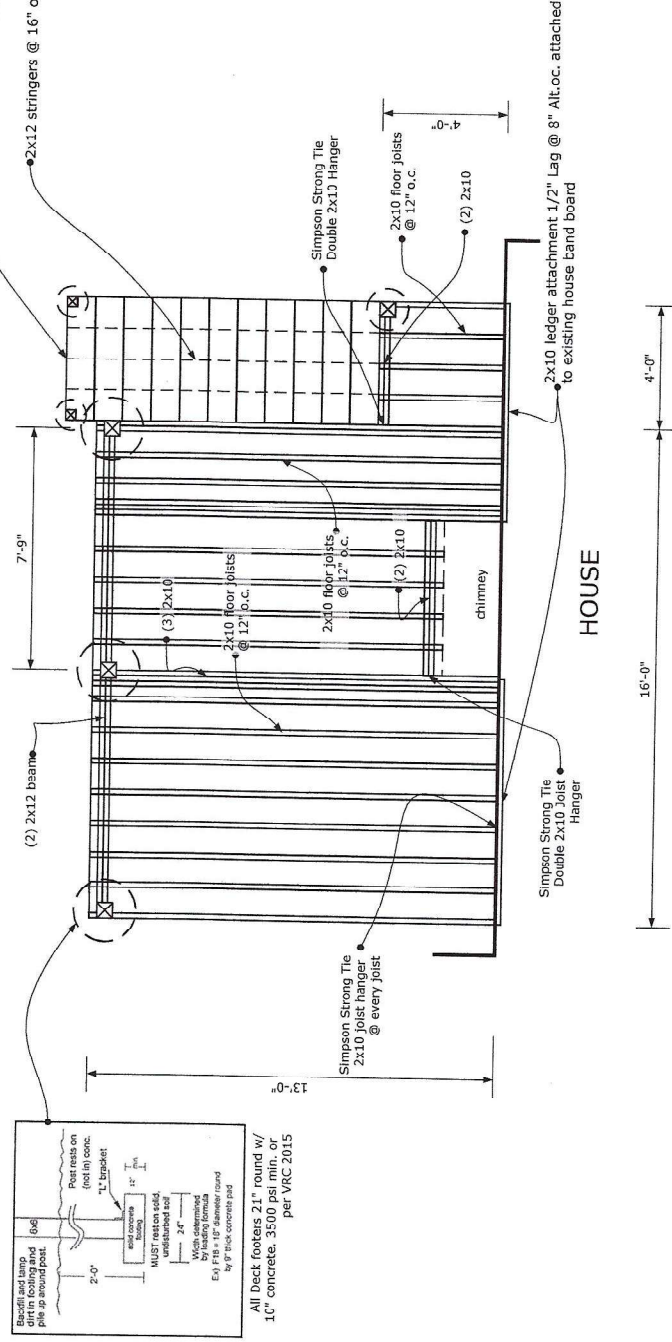 2x12 stringers @ 16" o
4'-0"
Simpson Strong Tie
Double 2x10 Hanger
2x10 floor joists
@ 12" o.c.
(2) 2x10
2x10 ledger attachment 1/2" Lag @ 8" Alt.oc. attached
to existing house band board
4'-0"
7'-9"
(3) 2x10
2x10 floor joists
@ 12" o.c.
2x10 floor joists
@ 12" o.c.
(2) 2x10
chimney
HOUSE
16'-0"
(2) 2x12 beam
Simpson Strong Tie
Double 2x10 Joist
Hanger
Simpson Strong Tie
2x10 joist hanger
@ every joist
13'-0"
Backfill and tamp
dirt in footing and
pile up around post.
6x6
Post rests on
(not in) conc.
"L" bracket
2'-0"
solid concrete
footing
12"
min.
MUST rest on solid,
undisturbed soil
24"
Width determined
by loading formula
Ex) F18 = 18" diameter round
by 9" thick concrete pad
All Deck footers 21" round w/
10" concrete. 3500 psi min. or
per VRC 2015